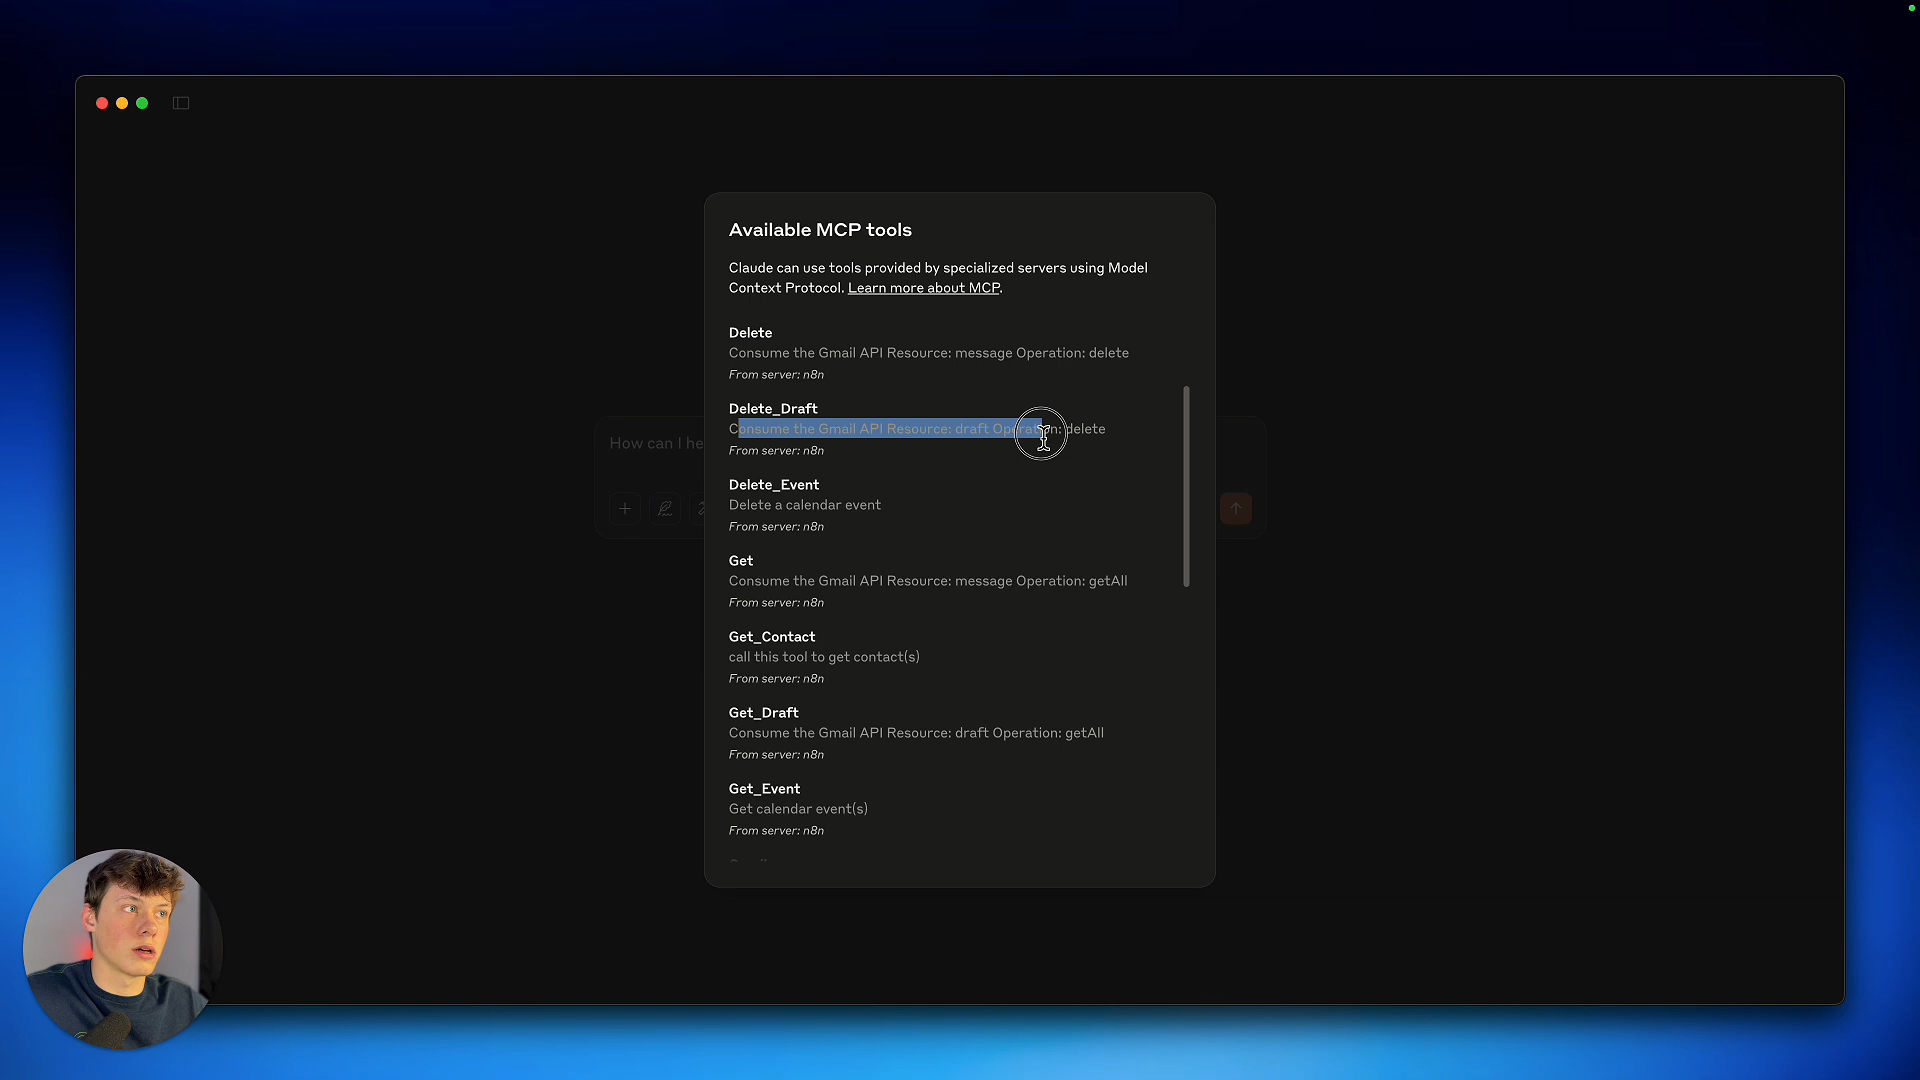 Available MCP tools
Claude can use tools provided by specialized servers using Model
Context Protocol. Learn more about MCP.
Delete
Consume the Gmail API Resource: message Operation: delete
From server: n8n
Delete_Draft
Consume the Gmail API Resource: draft Operation: delete
From server: n8n
How can I he
Delete_Event
Delete a calendar event
From server: n8n
Get
Consume the Gmail API Resource: message Operation: getAll
From server: n8n
Get_Contact
call this tool to get contact(s)
From server: n8n
Get_Draft
Consume the Gmail API Resource: draft Operation: getAll
From server: n8n
Get_Event
Get calendar event(s)
From server: n8n